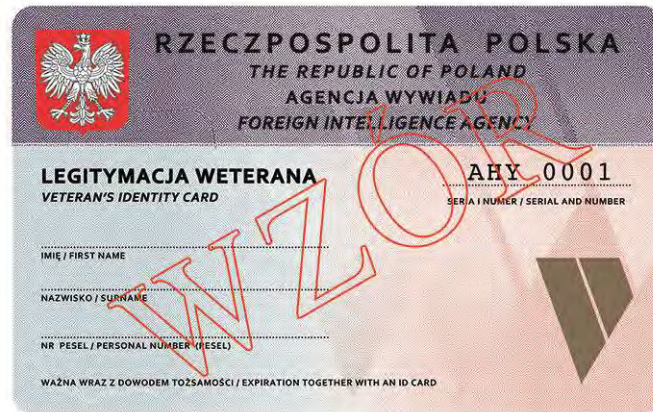 RZECZPOSPOLITA POLSKA
THE REPUBLIC OF POLAND
AGENCJA WYWIADU
FOREIGN INTELLIGENCE AGENCY
LEGITYMACJA WETERANA
VETERAN'S IDENTITY CARD
AHY 0001
SERIA I NUMER / SERIAL AND NUMBER
WZÓR
IMIĘ / FIRST NAME
NAZWISKO / SURNAME
NR PESEL / PERSONAL NUMBER (PESEL)
WAŻNA WRAZ Z DOWODEM TOŻSAMOŚCI / EXPIRATION TOGETHER WITH AN ID CARD